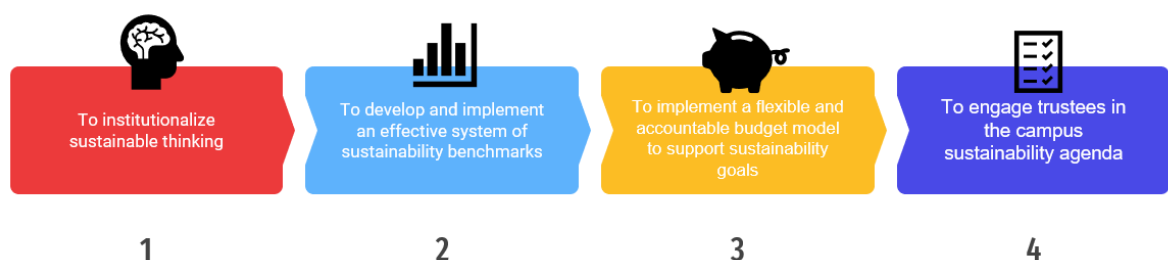 To institutionalize
sustainable thinking
To develop and implement
an effective system of
sustainability benchmarks
To implement a flexible and
accountable budget model
to support sustainability
goals
To engage trustees in
the campus
sustainability agenda
1
2
3
4